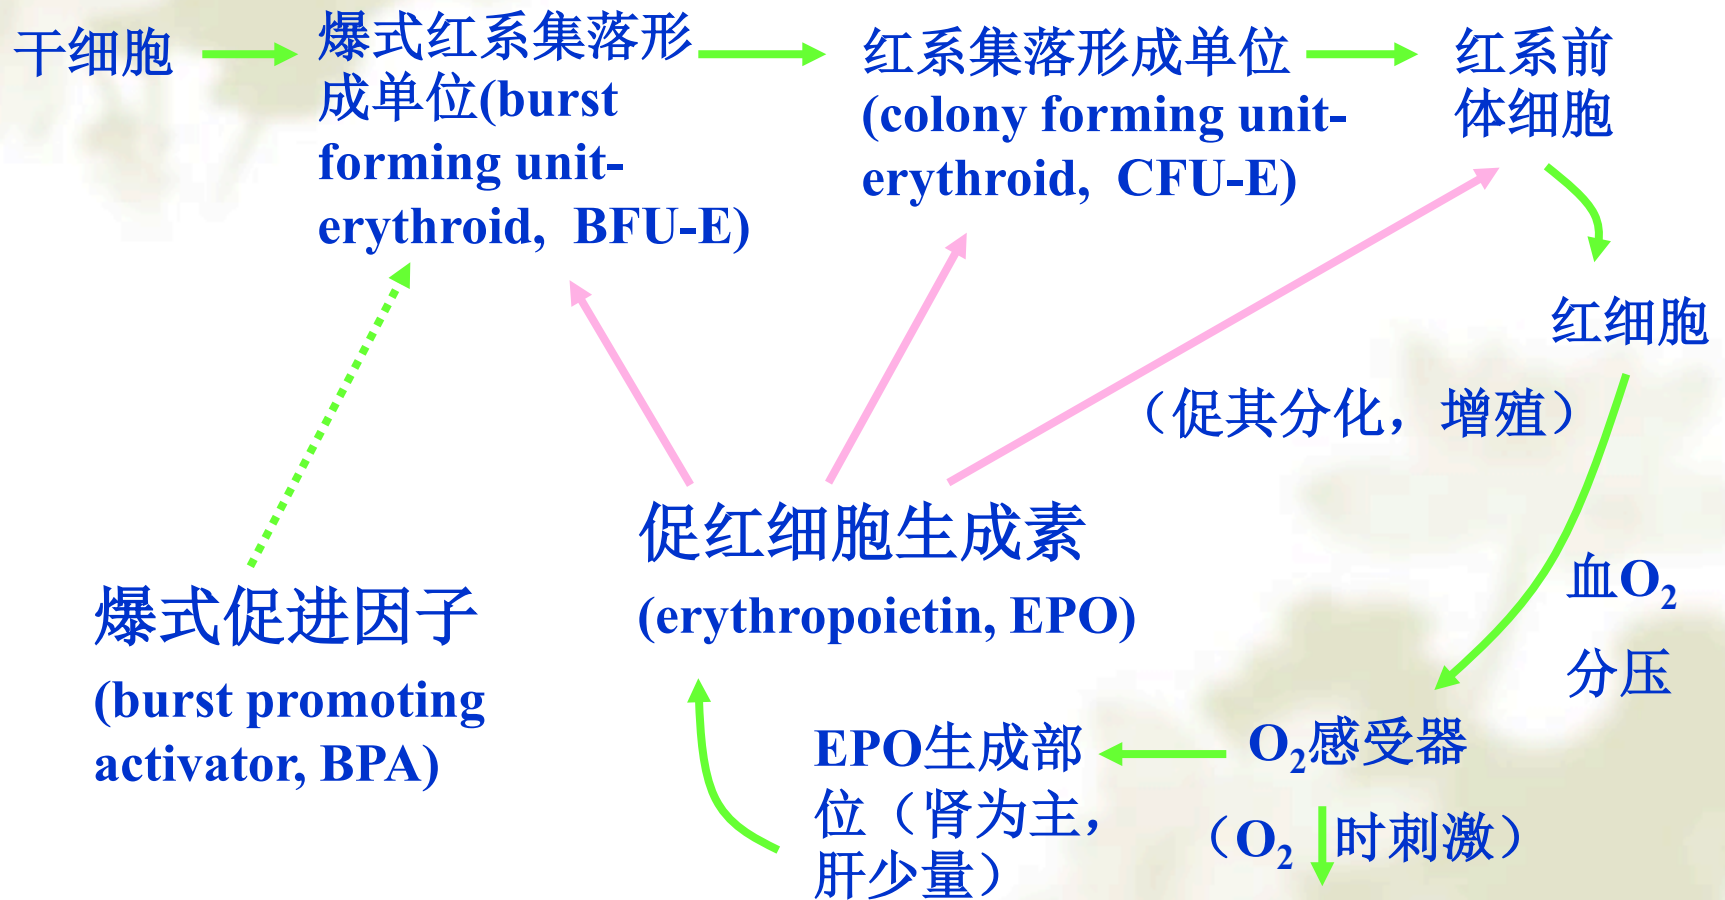 干细胞
爆式红系集落形
成单位(burst
forming unit-
erythroid, BFU-E)
红系集落形成单位
(colony forming unit-
erythroid, CFU-E)
红系前
体细胞
红细胞
（促其分化，增殖）
促红细胞生成素
(erythropoietin, EPO)
血O₂
分压
爆式促进因子
(burst promoting
activator, BPA)
EPO生成部
位（肾为主，
肝少量）
O₂感受器
（O₂ 时刺激）